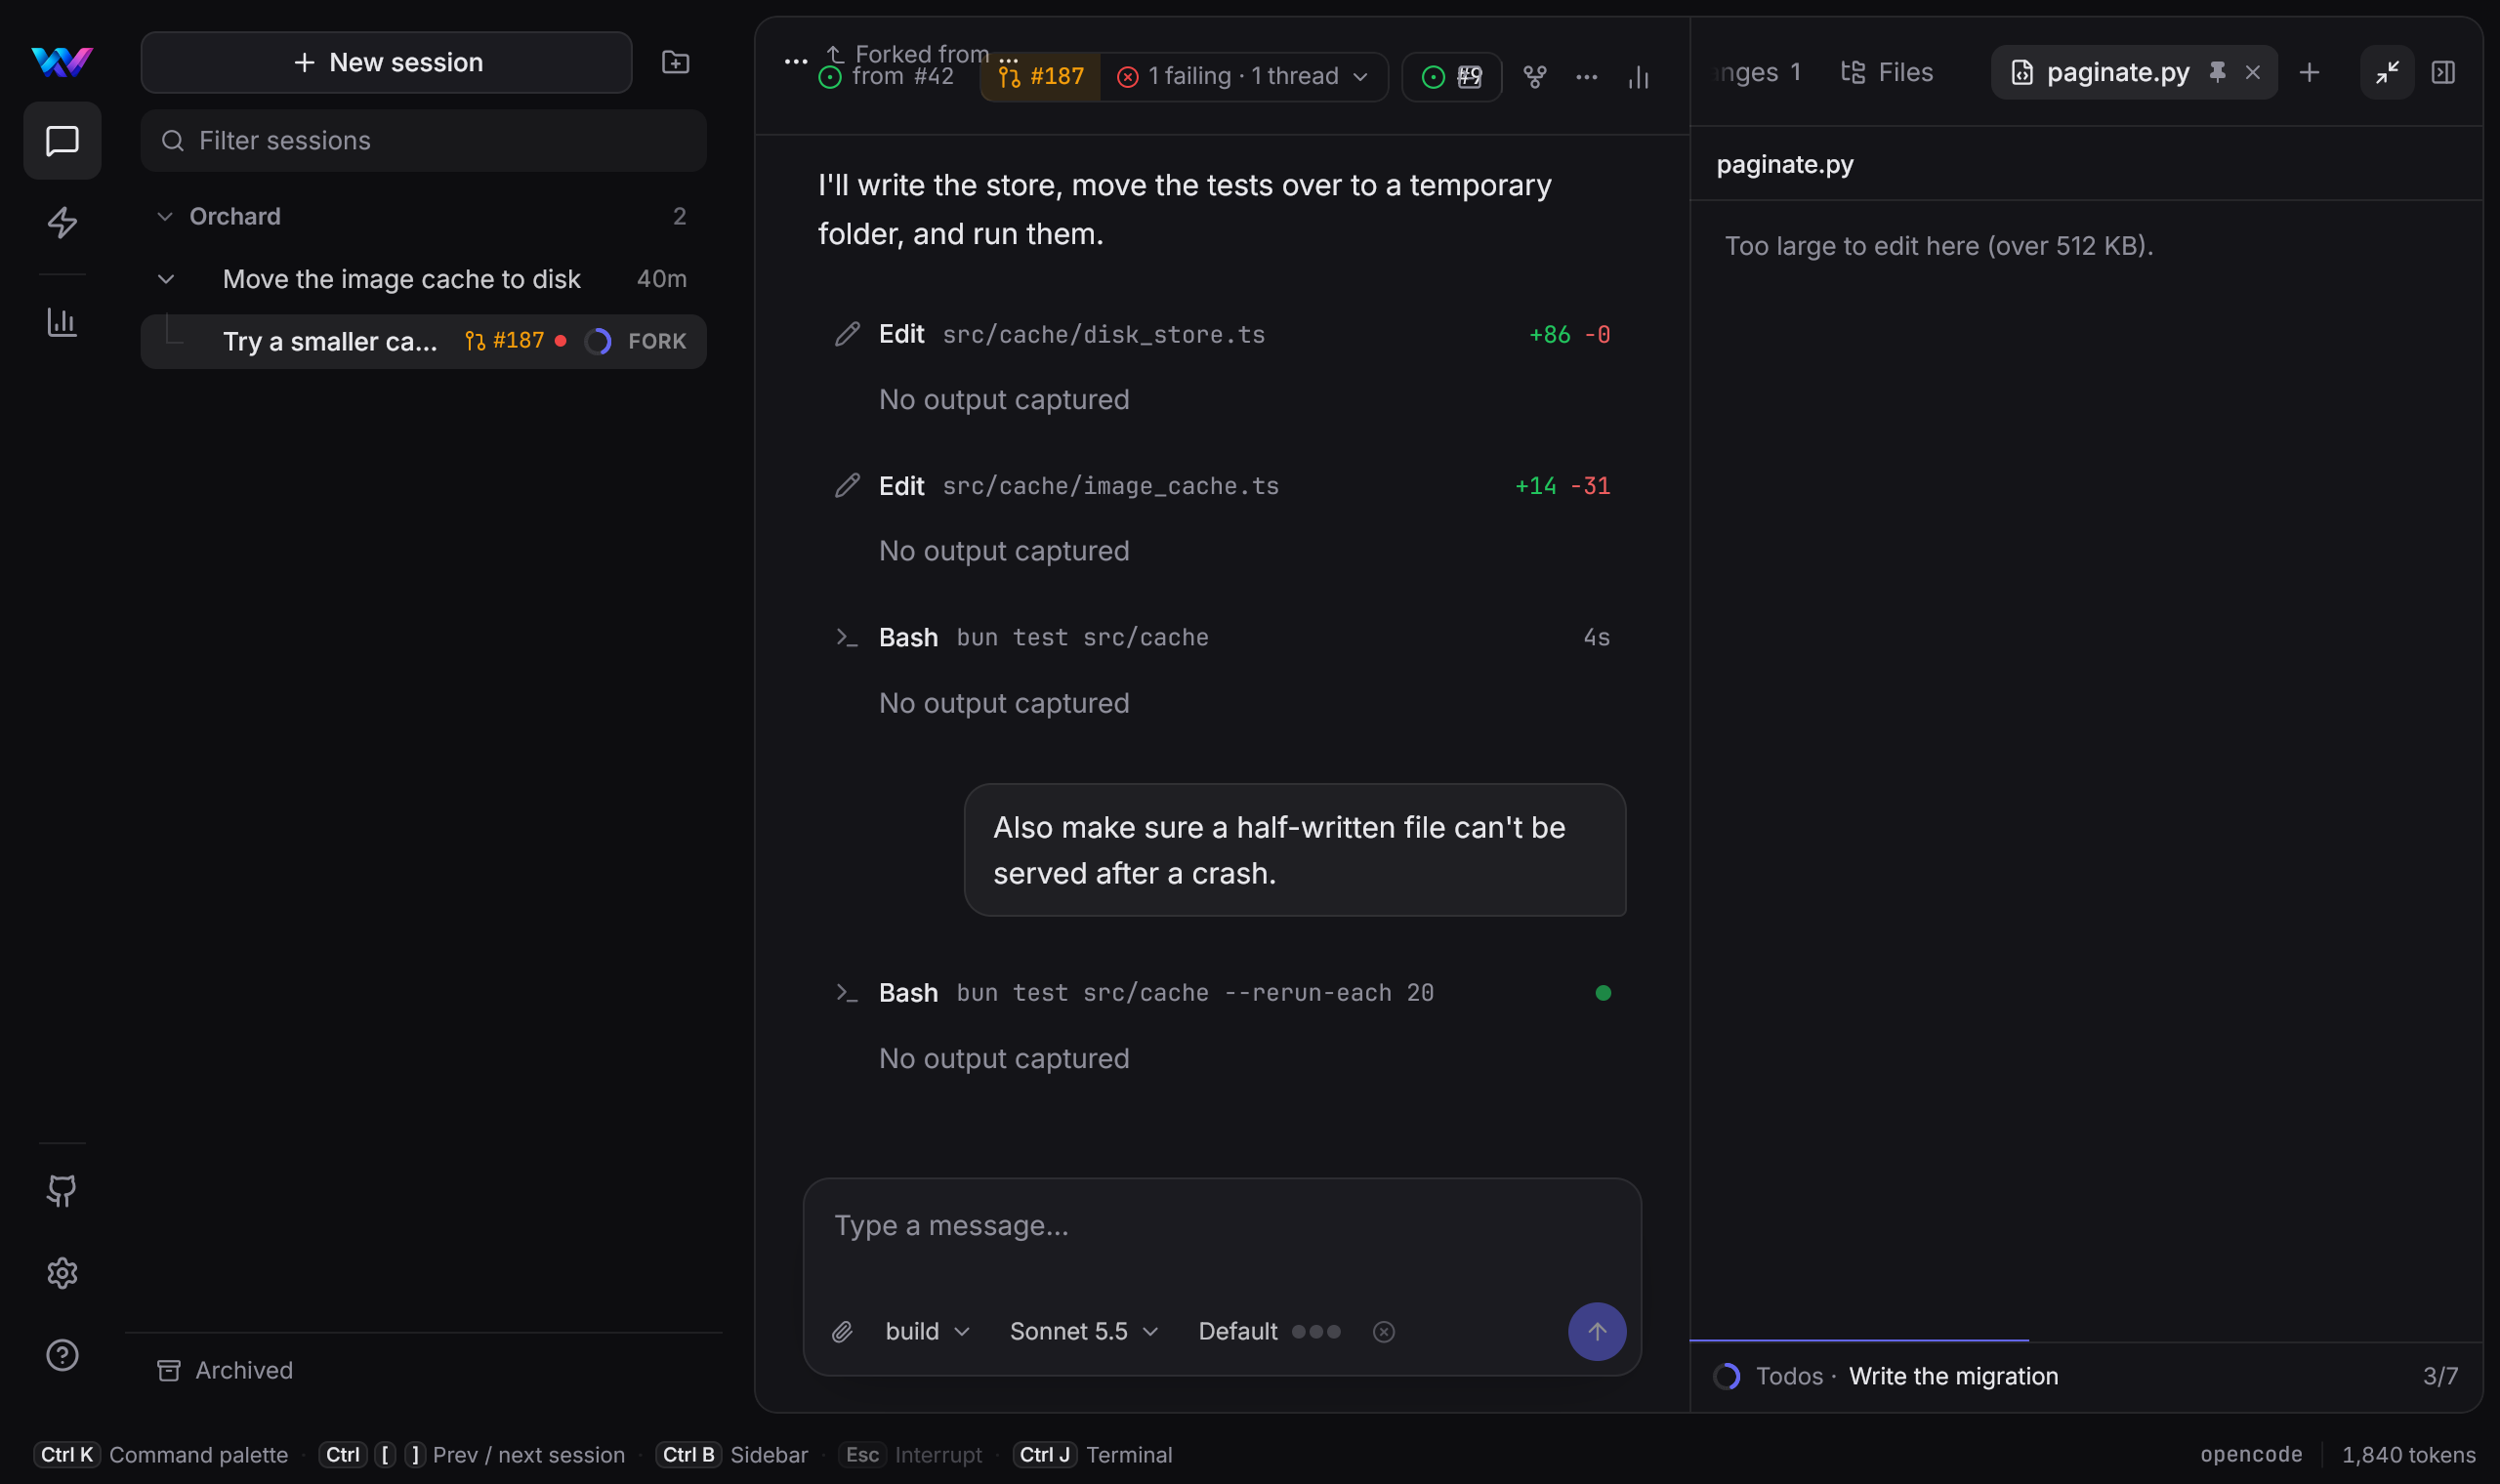 New session
Filter sessions
Orchard 2
Move the image cache to disk 40m
Try a smaller ca... #187 FORK
Archived
Forked from ...
from #42 #187 1 failing · 1 thread #9
I'll write the store, move the tests over to a temporary
folder, and run them.
Edit src/cache/disk_store.ts +86 -0
No output captured
Edit src/cache/image_cache.ts +14 -31
No output captured
Bash bun test src/cache 4s
No output captured
Also make sure a half-written file can't be
served after a crash.
Bash bun test src/cache --rerun-each 20
No output captured
Type a message...
build Sonnet 5.5 Default
1 Files paginate.py
paginate.py
Too large to edit here (over 512 KB).
Todos · Write the migration 3/7
Ctrl K Command palette · Ctrl [ ] Prev / next session · Ctrl B Sidebar · Esc Interrupt · Ctrl J Terminal
opencode 1,840 tokens